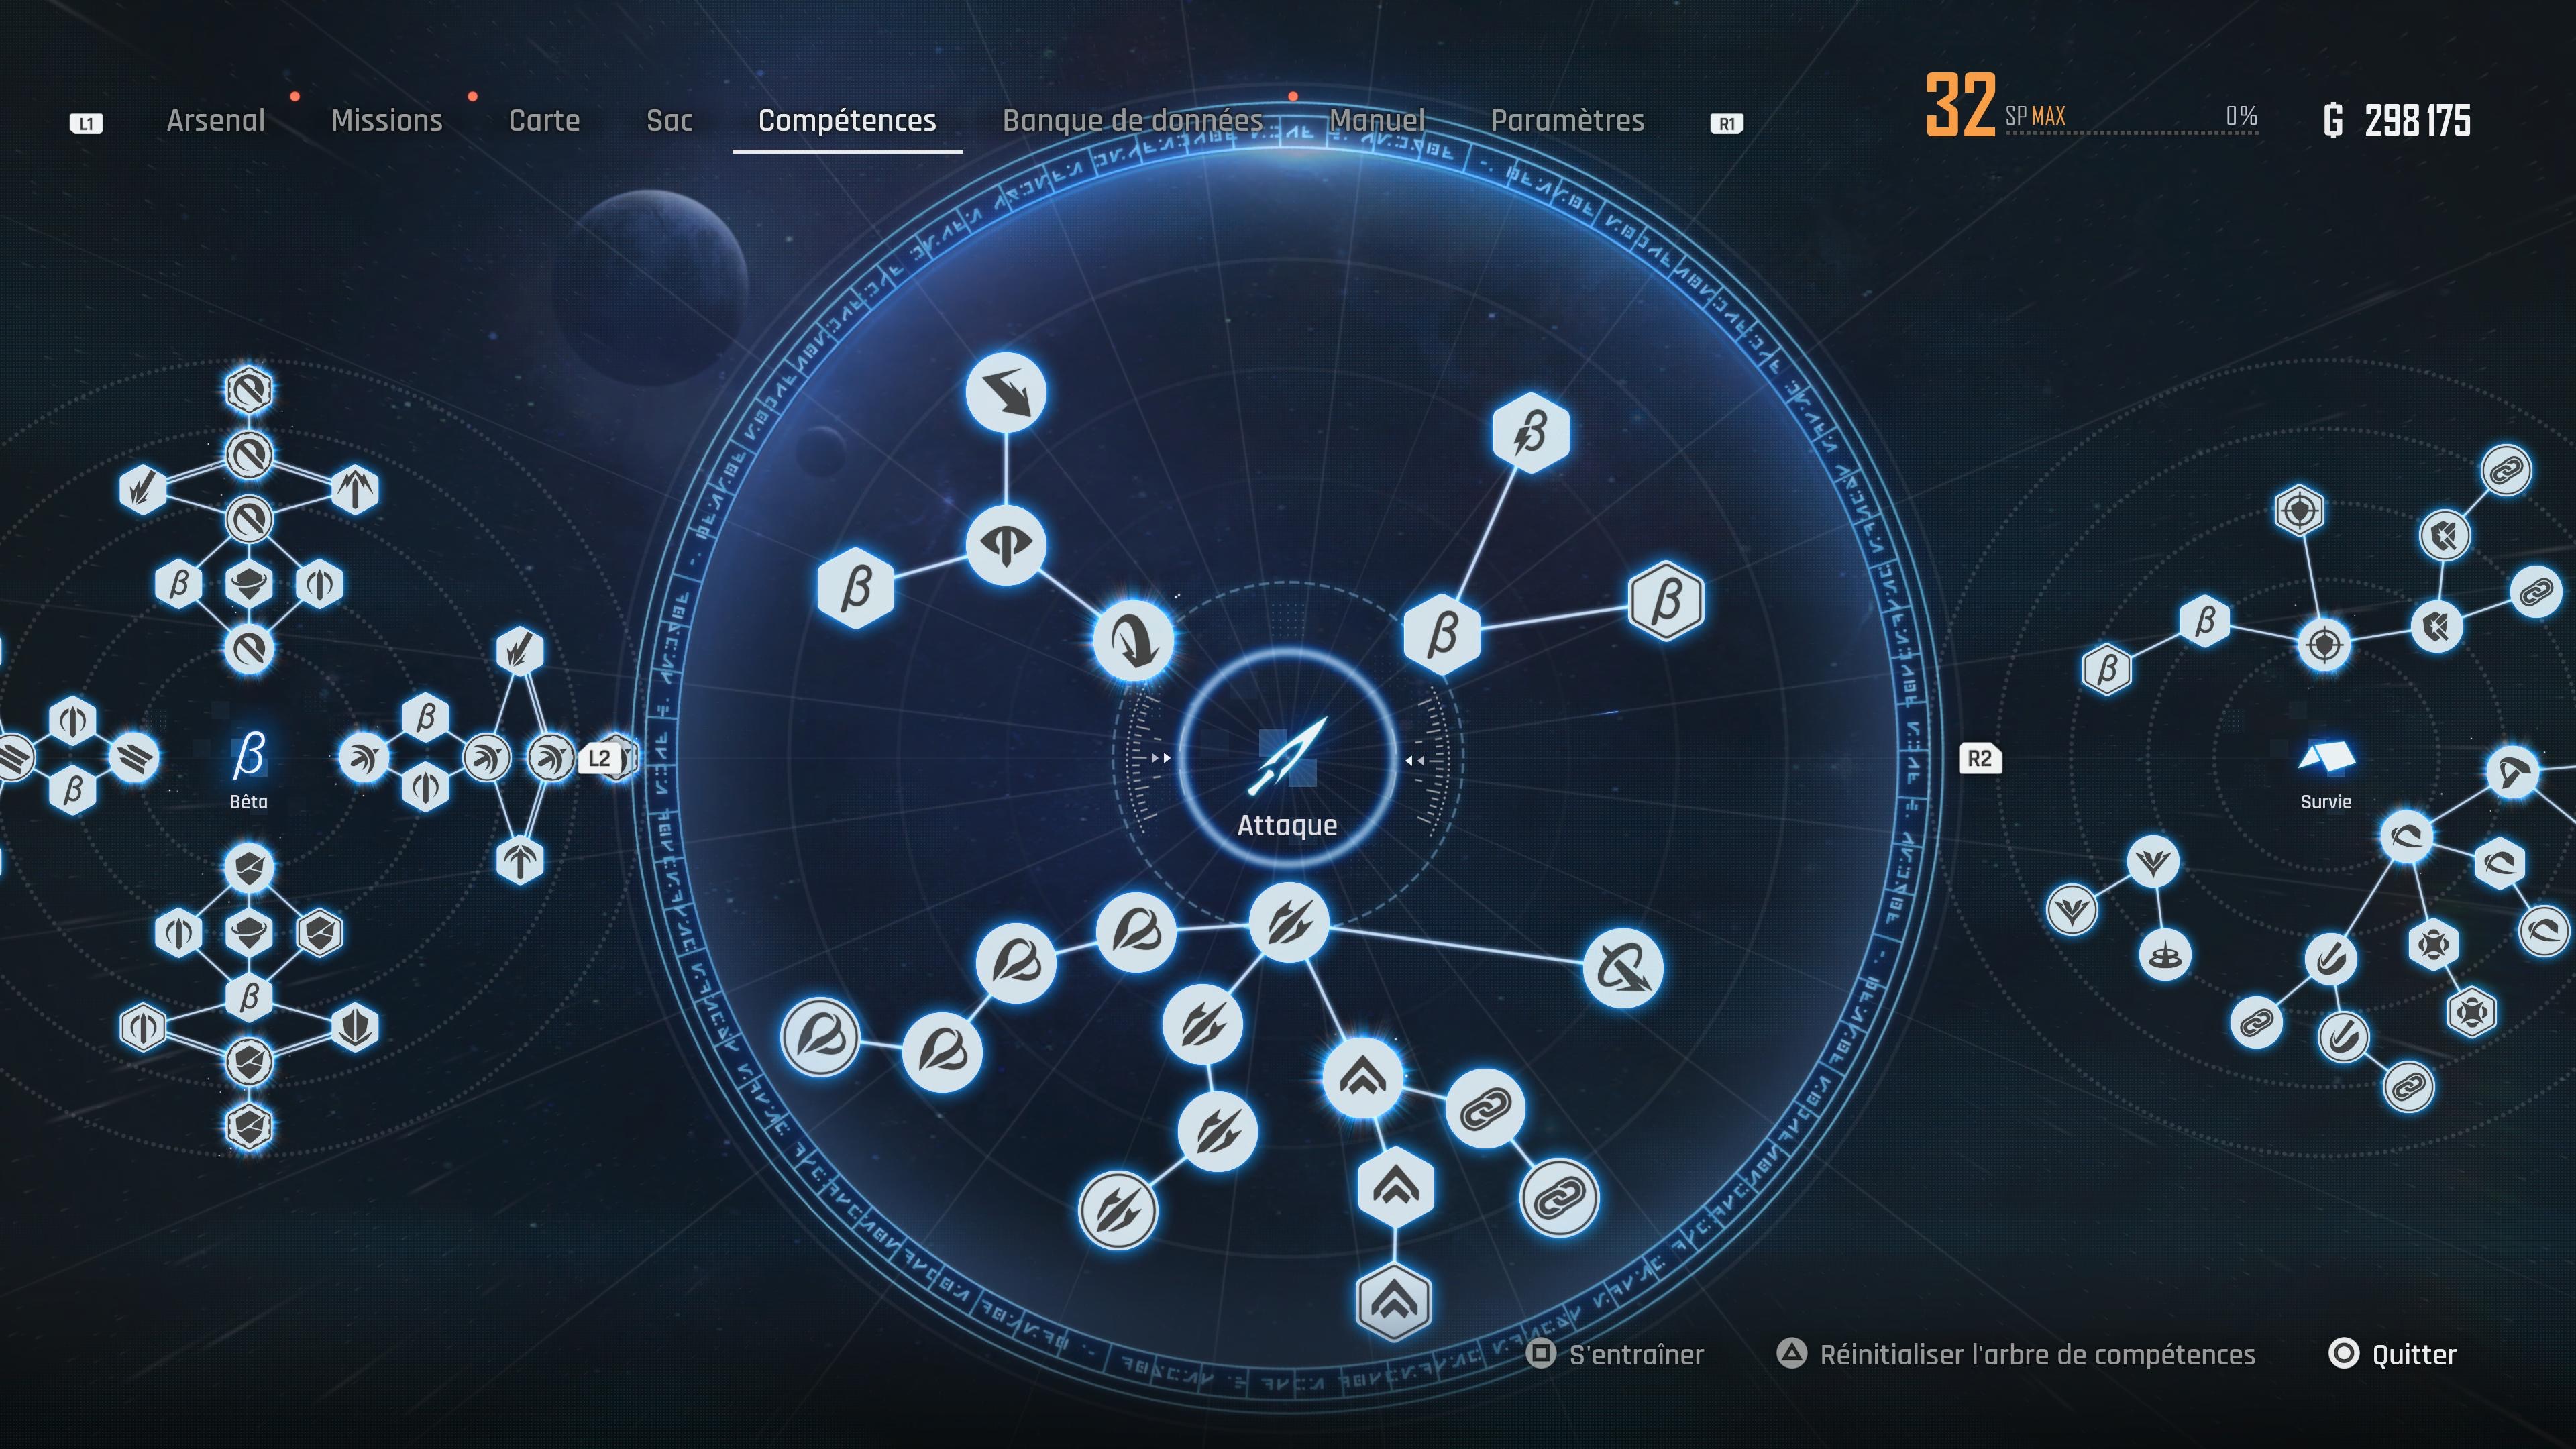 L1 Arsenal Missions Carte Sac Compétences Banque de données Manuel Paramètres R1 32 SP MAX 0% G 298 175
β
β
β
β
β
β
β
β
β
β
L2
R2
β
β
Bêta
Survie
Attaque
β
S'entraîner Réinitialiser l'arbre de compétences Quitter